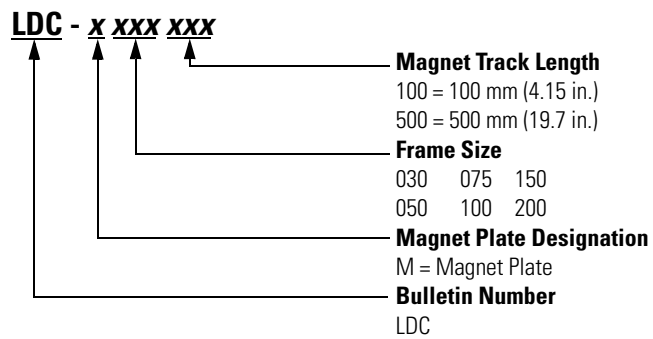 LDC - x xxx xxx
Magnet Track Length
100 = 100 mm (4.15 in.)
500 = 500 mm (19.7 in.)
Frame Size
030 075 150
050 100 200
Magnet Plate Designation
M = Magnet Plate
Bulletin Number
LDC